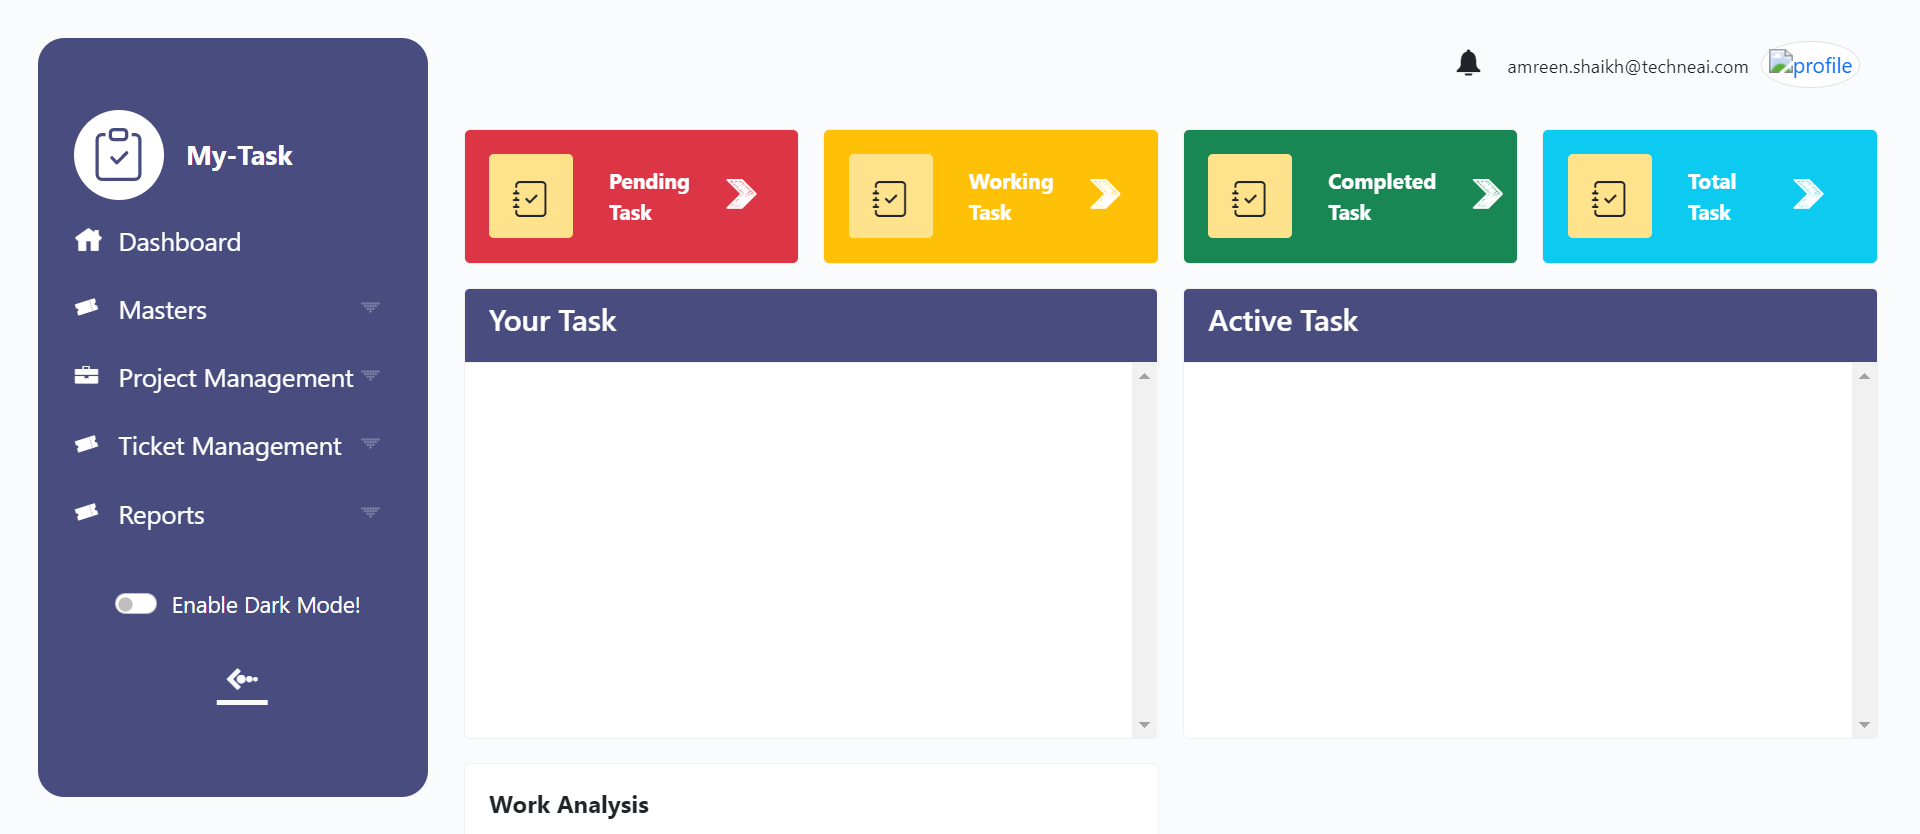 My-Task
Dashboard
Masters
Project Management
Ticket Management
Reports
Enable Dark Mode!
amreen.shaikh@techneai.com
profile
Pending
Task
Working
Task
Completed
Task
Total
Task
Your Task
Active Task
Work Analysis